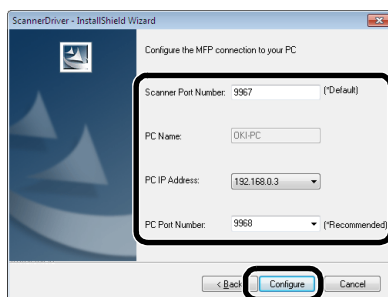 ScannerDriver - InstallShield Wizard
Configure the MFP connection to your PC
Scanner Port Number: 9967 (*Default)
PC Name: OKI-PC
PC IP Address: 192.168.0.3
PC Port Number: 9968 (*Recommended)
< Back Configure Cancel